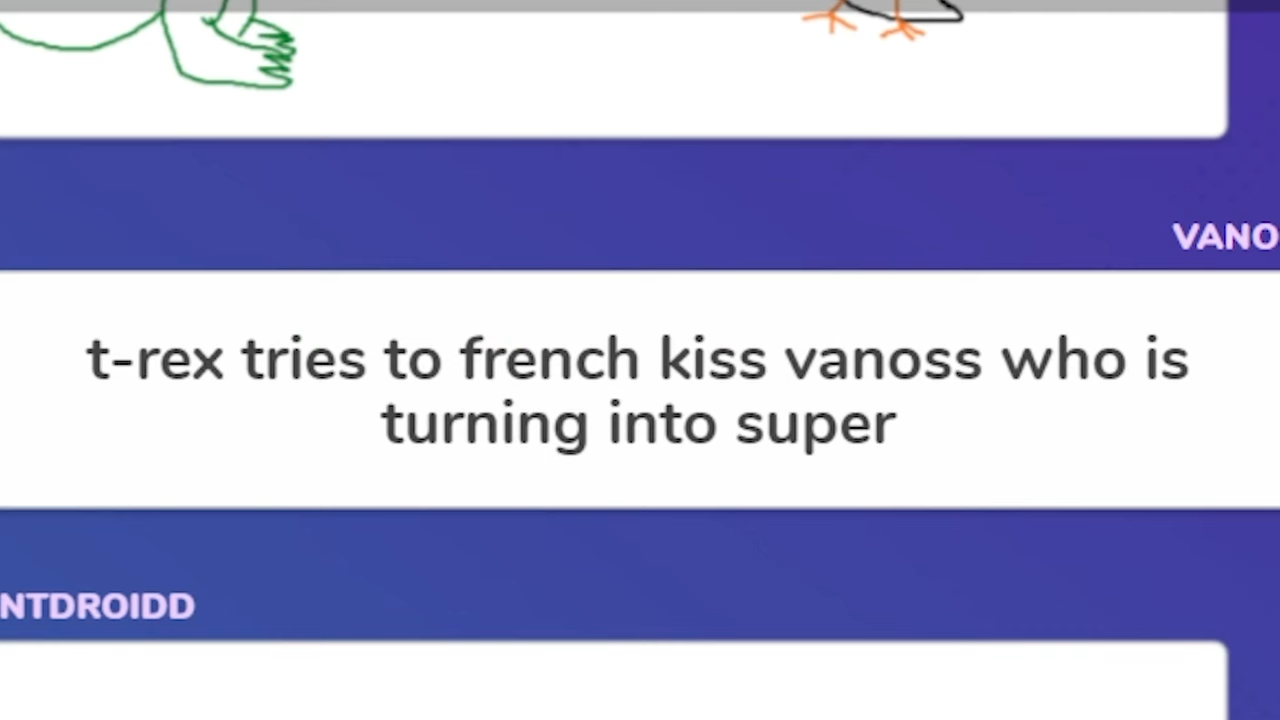 VANO
t-rex tries to french kiss vanoss who is
turning into super
NTDROIDD